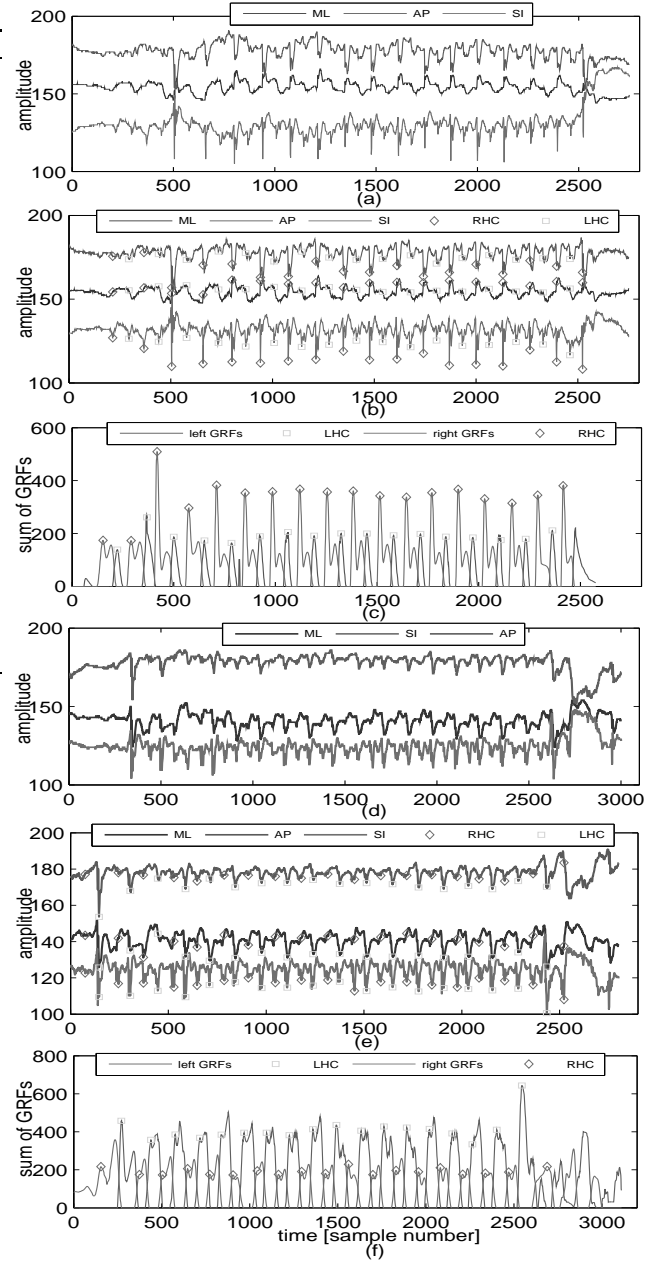 ML AP SI
200
150
100
amplitude
0 500 1000 1500 2000 2500
(a)
ML AP SI RHC LHC
200
150
100
amplitude
0 500 1000 1500 2000 2500
(b)
left GRFs LHC right GRFs RHC
600
400
200
0
sum of GRFs
0 500 1000 1500 2000 2500
(c)
ML SI AP
200
150
100
amplitude
0 500 1000 1500 2000 2500 3000
(d)
ML AP SI RHC LHC
200
180
160
140
120
100
amplitude
0 500 1000 1500 2000 2500
(e)
left GRFs LHC right GRFs RHC
800
600
400
200
0
sum of GRFs
0 500 1000 1500 2000 2500 3000
time [sample number]
(f)